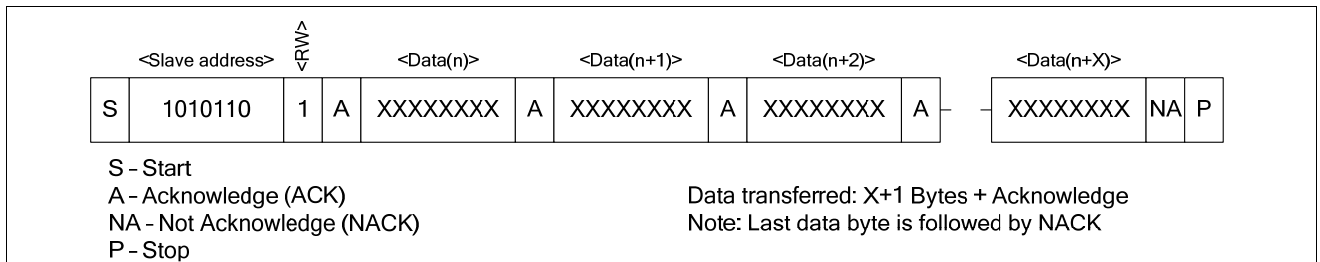 <Slave address> <RW> <Data(n)> <Data(n+1)> <Data(n+2)> <Data(n+X)>
S 1010110 1 A XXXXXXXX A XXXXXXXX A XXXXXXXX A XXXXXXXX NA P
S – Start
A – Acknowledge (ACK)
NA – Not Acknowledge (NACK)
P – Stop
Data transferred: X+1 Bytes + Acknowledge
Note: Last data byte is followed by NACK